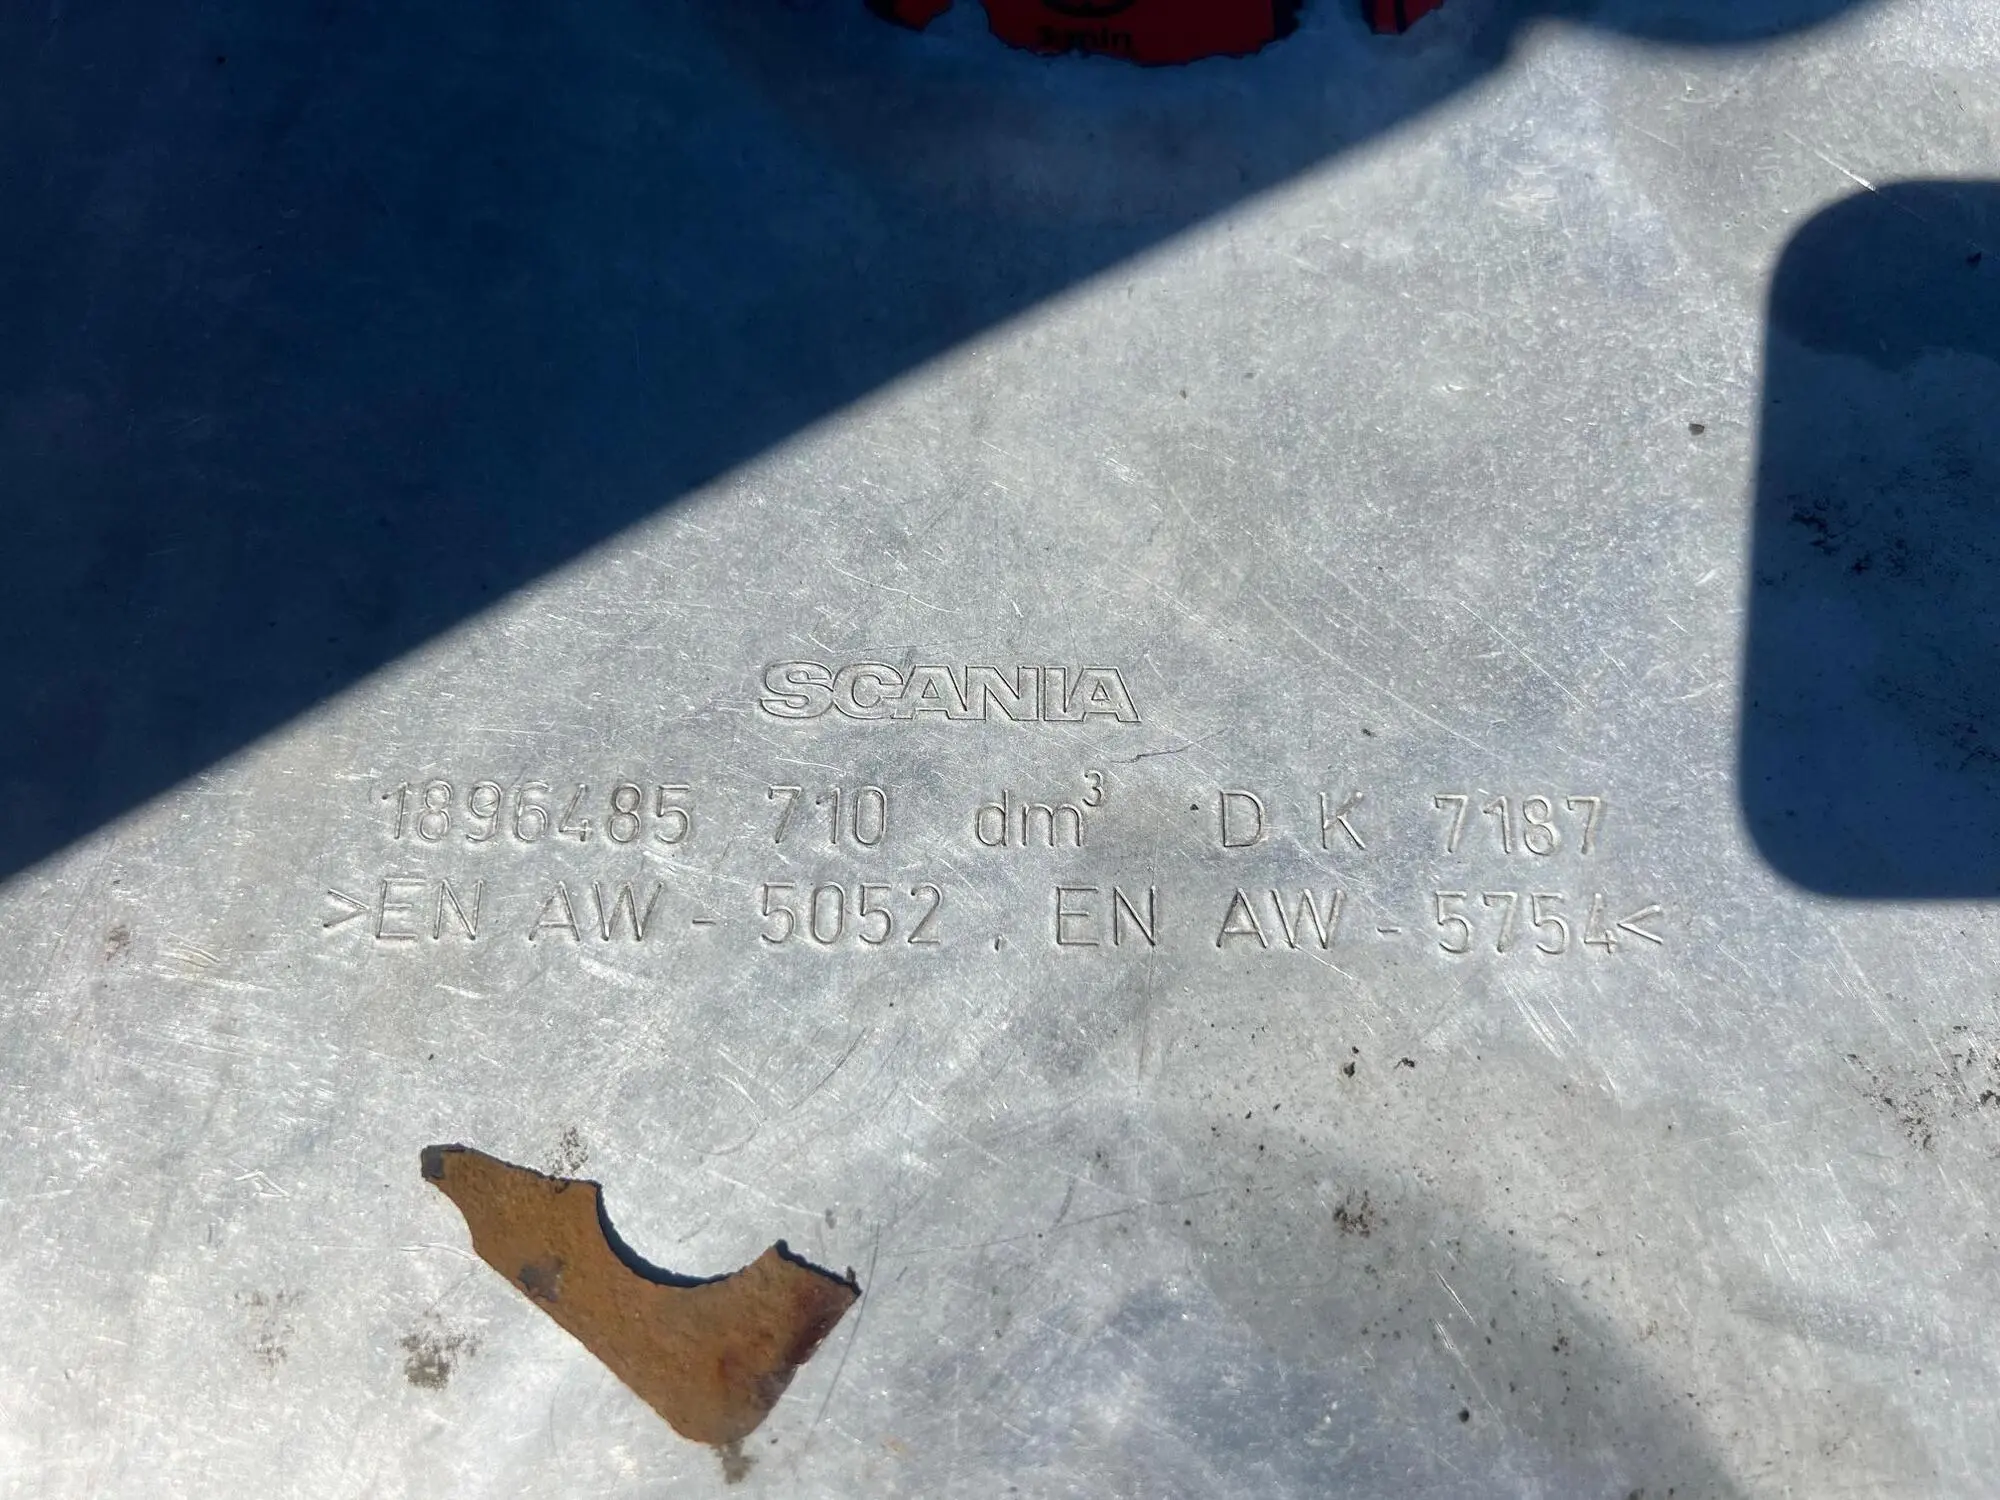 SCANIA
1896485 710 dm³ D K 7187
>EN AW - 5052 , EN AW - 5754<